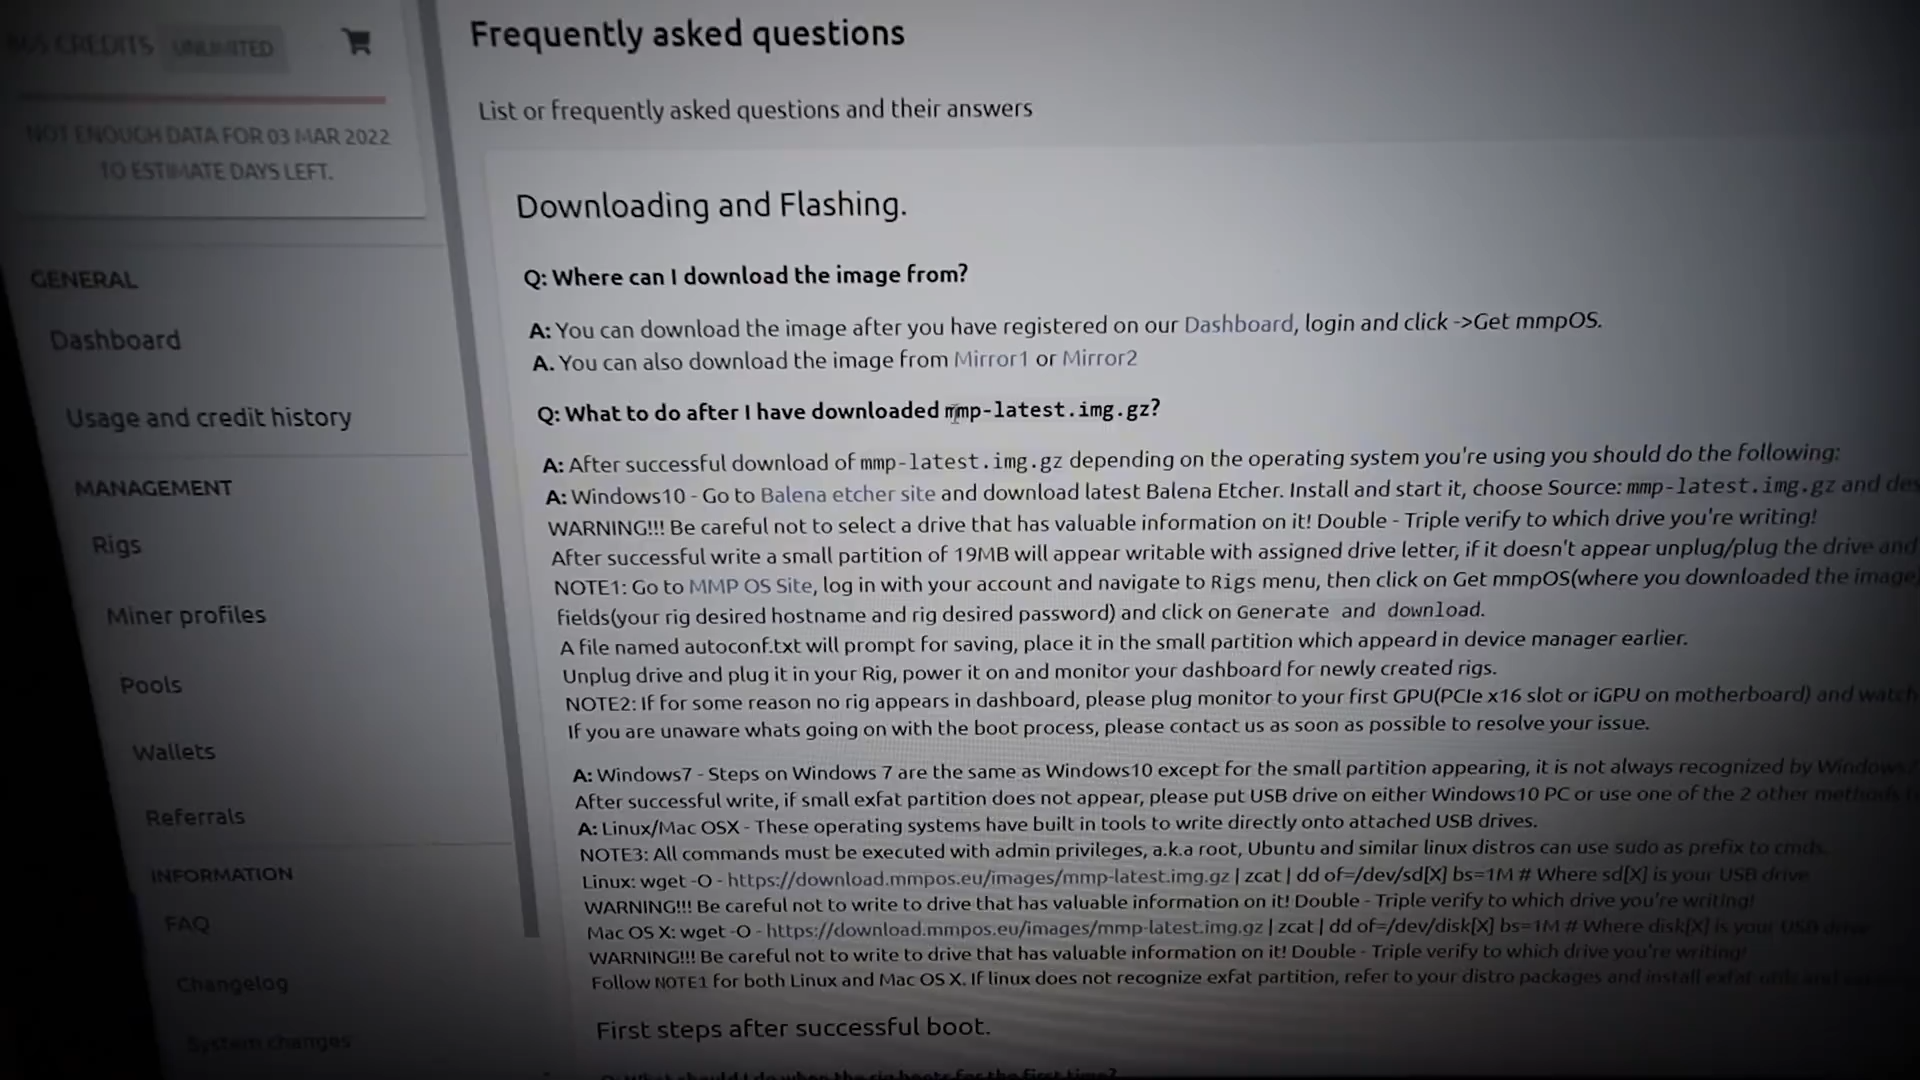 CREDITS UNLIMITED
NOT ENOUGH DATA FOR 03 MAR 2022
TO ESTIMATE DAYS LEFT.
GENERAL
Dashboard
Usage and credit history
MANAGEMENT
Rigs
Miner profiles
Pools
Wallets
Referrals
INFORMATION
FAQ
Changelog
System changes
Frequently asked questions
List or frequently asked questions and their answers
Downloading and Flashing.
Q: Where can I download the image from?
A: You can download the image after you have registered on our Dashboard, login and click ->Get mmpOS.
A. You can also download the image from Mirror1 or Mirror2
Q: What to do after I have downloaded mmp-latest.img.gz?
A: After successful download of mmp-latest.img.gz depending on the operating system you're using you should do the following:
A: Windows10 - Go to Balena etcher site and download latest Balena Etcher. Install and start it, choose Source: mmp-latest.img.gz and des
WARNING!!! Be careful not to select a drive that has valuable information on it! Double - Triple verify to which drive you're writing!
After successful write a small partition of 19MB will appear writable with assigned drive letter, if it doesn't appear unplug/plug the drive and
NOTE1: Go to MMP OS Site, log in with your account and navigate to Rigs menu, then click on Get mmpOS(where you downloaded the image)
fields(your rig desired hostname and rig desired password) and click on Generate and download.
A file named autoconf.txt will prompt for saving, place it in the small partition which appeard in device manager earlier.
Unplug drive and plug it in your Rig, power it on and monitor your dashboard for newly created rigs.
NOTE2: If for some reason no rig appears in dashboard, please plug monitor to your first GPU(PCIe x16 slot or iGPU on motherboard) and watch
If you are unaware whats going on with the boot process, please contact us as soon as possible to resolve your issue.
A: Windows7 - Steps on Windows 7 are the same as Windows10 except for the small partition appearing, it is not always recognized by Windows
After successful write, if small exfat partition does not appear, please put USB drive on either Windows10 PC or use one of the 2 other methods
A: Linux/Mac OSX - These operating systems have built in tools to write directly onto attached USB drives.
NOTE3: All commands must be executed with admin privileges, a.k.a root, Ubuntu and similar linux distros can use sudo as prefix to cmds.
Linux: wget -O - https://download.mmpos.eu/images/mmp-latest.img.gz | zcat | dd of=/dev/sd[X] bs=1M # Where sd[X] is your USB drive
WARNING!!! Be careful not to write to drive that has valuable information on it! Double - Triple verify to which drive you're writing!
Mac OS X: wget -O - https://download.mmpos.eu/images/mmp-latest.img.gz | zcat | dd of=/dev/disk[X] bs=1M # Where disk[X] is your USB drive
WARNING!!! Be careful not to write to drive that has valuable information on it! Double - Triple verify to which drive you're writing!
Follow NOTE1 for both Linux and Mac OS X. If linux does not recognize exfat partition, refer to your distro packages and install exfat-utils and
First steps after successful boot.
Q: What should I do when the rig boots for the first time?